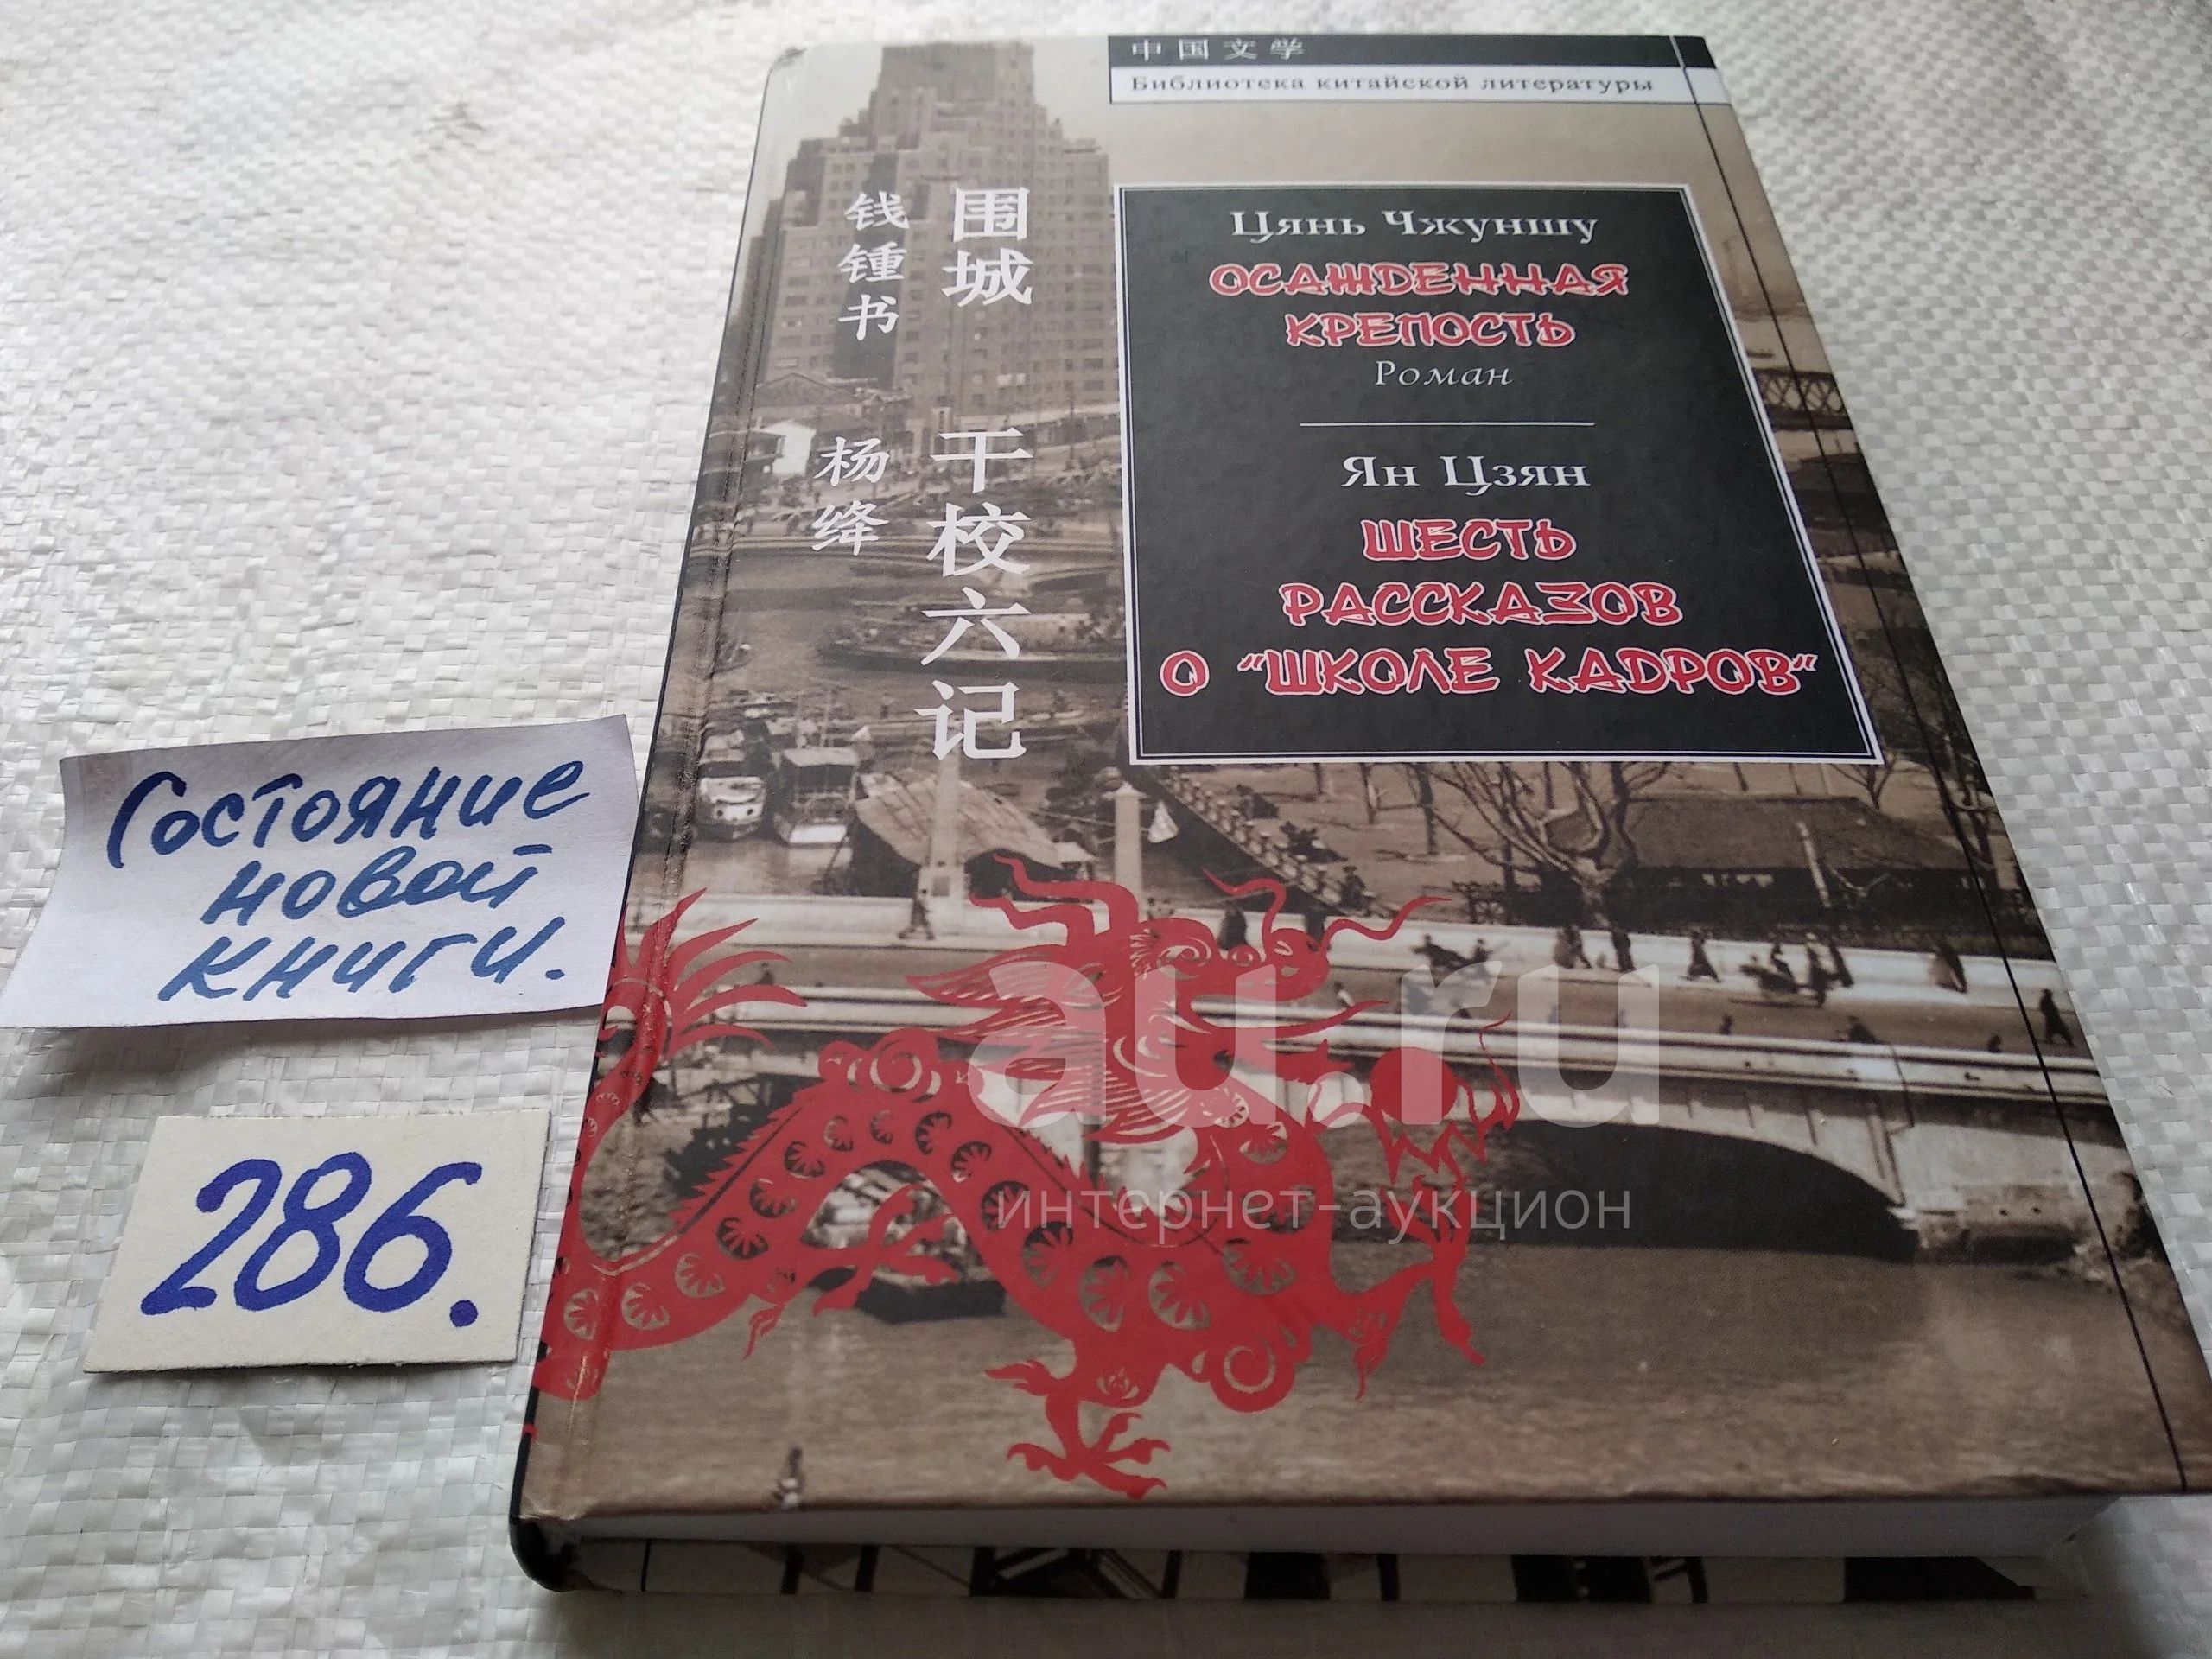 中国文学
Библиотека китайской литературы
围城
钱锺书
干校六记
杨绛
Цянь Чжуншу
ОСАЖДЕННАЯ
КРЕПОСТЬ
Роман
Ян Цзян
ШЕСТЬ
РАССКАЗОВ
О "ШКОЛЕ КАДРОВ"
Состояние
новой
книги.
286.
au.ru
интернет-аукцион